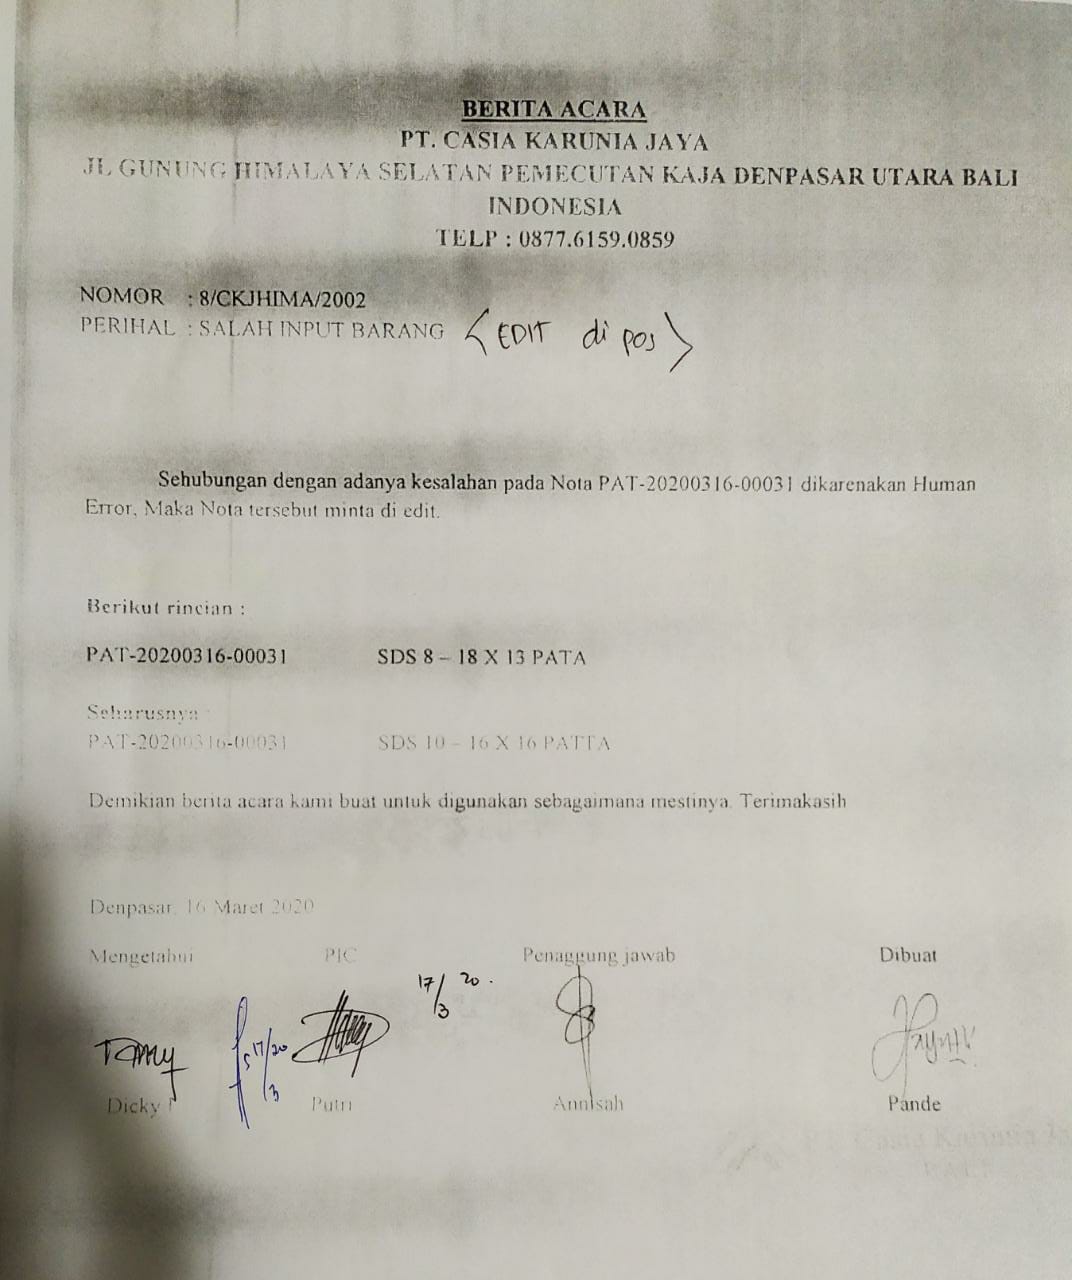 BERITA ACARA
PT. CASIA KARUNIA JAYA
JL GUNUNG HIMALAYA SELATAN PEMECUTAN KAJA DENPASAR UTARA BALI
INDONESIA
TELP : 0877.6159.0859
NOMOR : 8/CKJHIMA/2002
PERIHAL : SALAH INPUT BARANG <EDIT di pos>
Sehubungan dengan adanya kesalahan pada Nota PAT-20200316-00031 dikarenakan Human
Error, Maka Nota tersebut minta di edit.
Berikut rincian :
PAT-20200316-00031 SDS 8 – 18 X 13 PATA
Seharusnya :
PAT-20200316-00031 SDS 10 – 16 X 16 PATTA
Demikian berita acara kami buat untuk digunakan sebagaimana mestinya. Terimakasih
Denpasar, 16 Maret 2020
Mengetahui PIC Penaggung jawab Dibuat
17/3 20.
17/3 20
Dicky Putri Annisah Pande